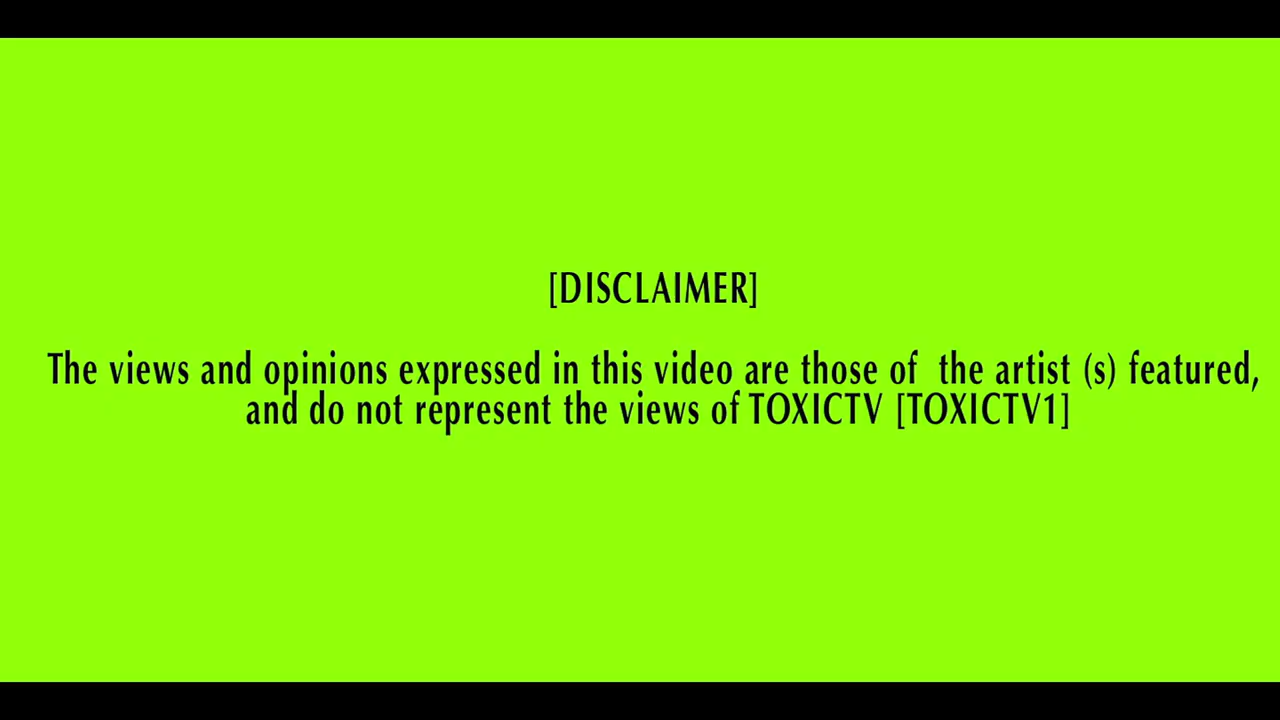 [DISCLAIMER]
The views and opinions expressed in this video are those of  the artist (s) featured,
and do not represent the views of TOXICTV [TOXICTV1]